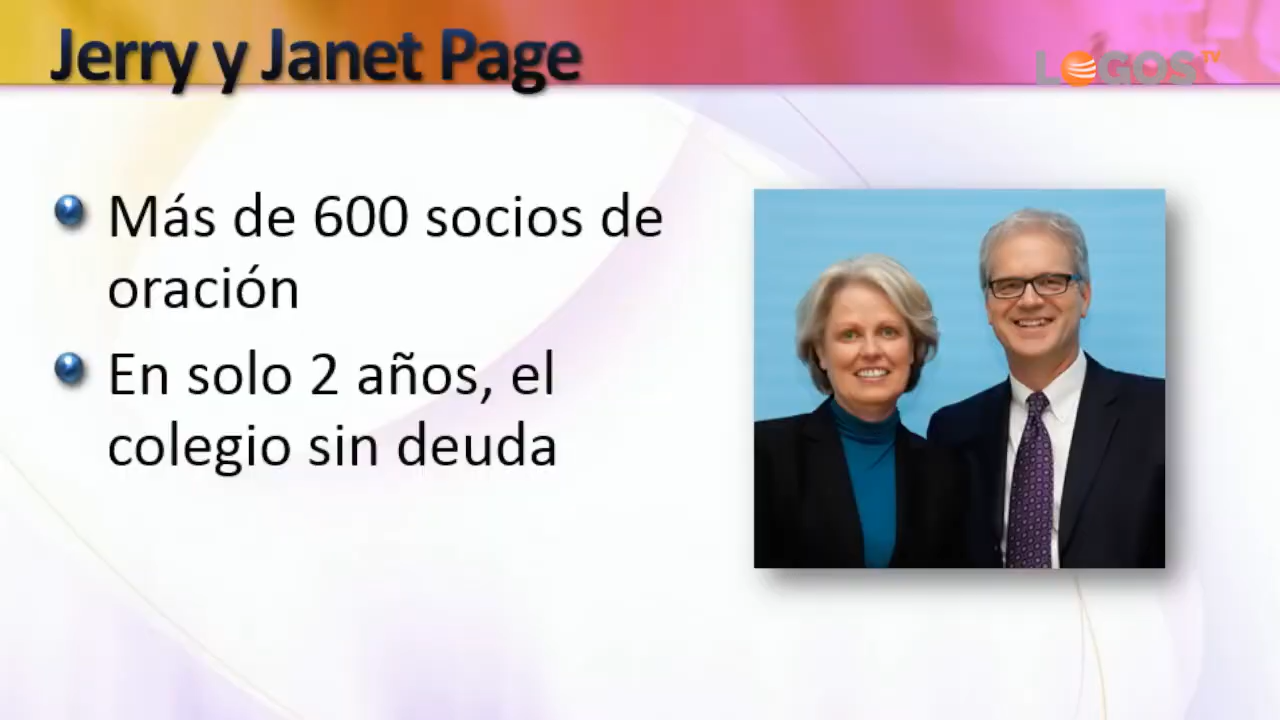 Jerry y Janet Page
LOGOS TV
Más de 600 socios de
oración
En solo 2 años, el
colegio sin deuda